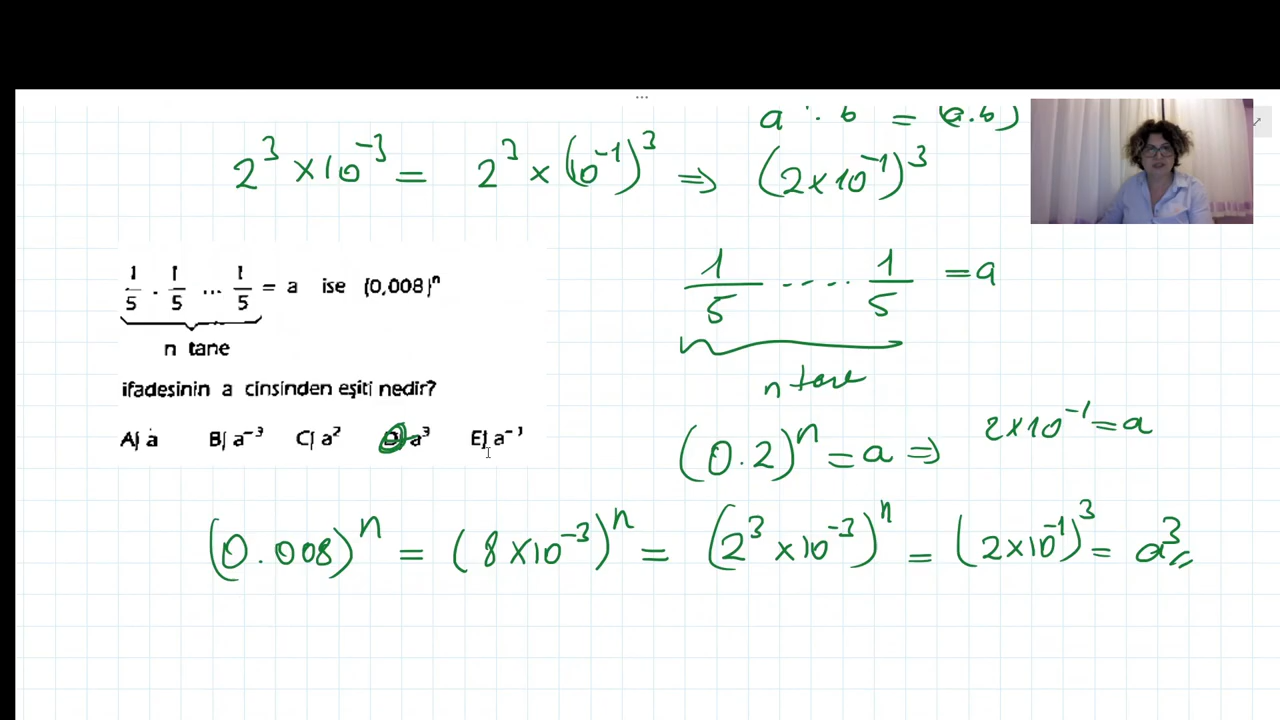 a . b = (a.b)
2³ × 10⁻³ = 2³ × (10⁻¹)³ ⇒ (2×10⁻¹)³
1/5 . 1/5 ... 1/5 = a ise (0,008)ⁿ
n tane
ifadesinin a cinsinden eşiti nedir?
A) a B) a⁻³ C) a² D) a³ E) a⁻¹
1/5 .... 1/5 = a
n tane
(0.2)ⁿ = a ⇒ 2×10⁻¹ = a
(0.008)ⁿ = (8×10⁻³)ⁿ = (2³×10⁻³)ⁿ = (2×10⁻¹)³ = a³